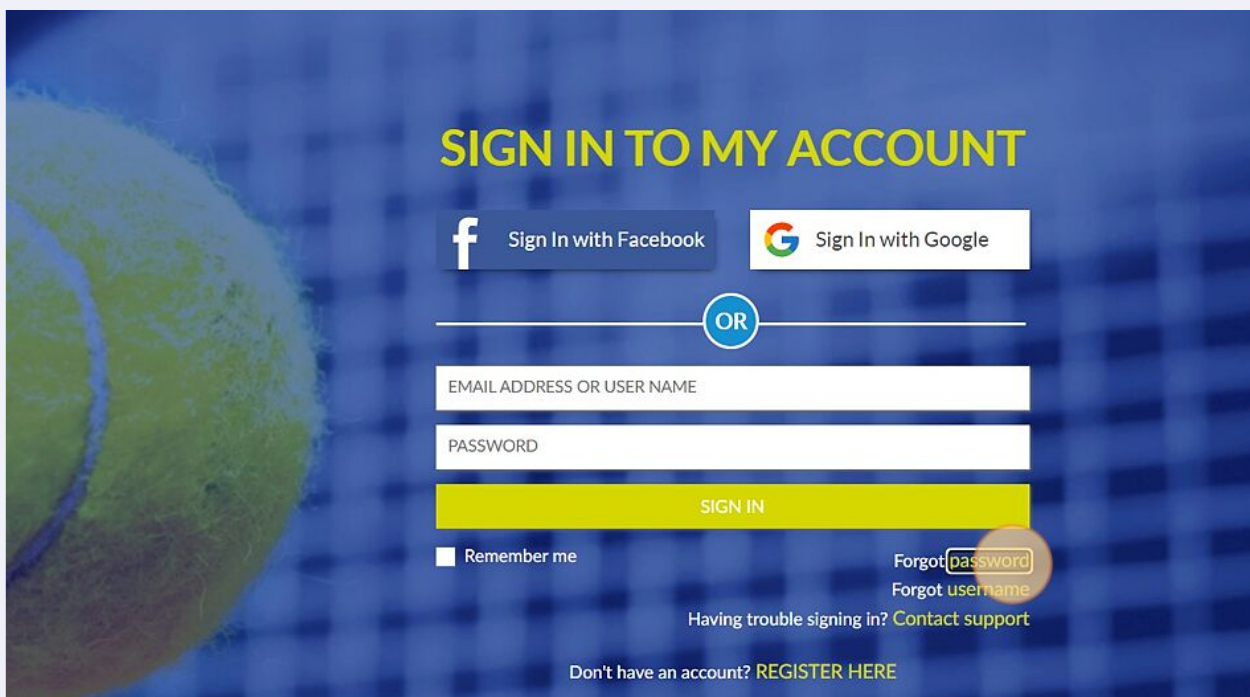 SIGN IN TO MY ACCOUNT
f Sign In with Facebook
G Sign In with Google
OR
EMAIL ADDRESS OR USER NAME
PASSWORD
SIGN IN
Remember me
Forgot password
Forgot username
Having trouble signing in? Contact support
Don't have an account? REGISTER HERE